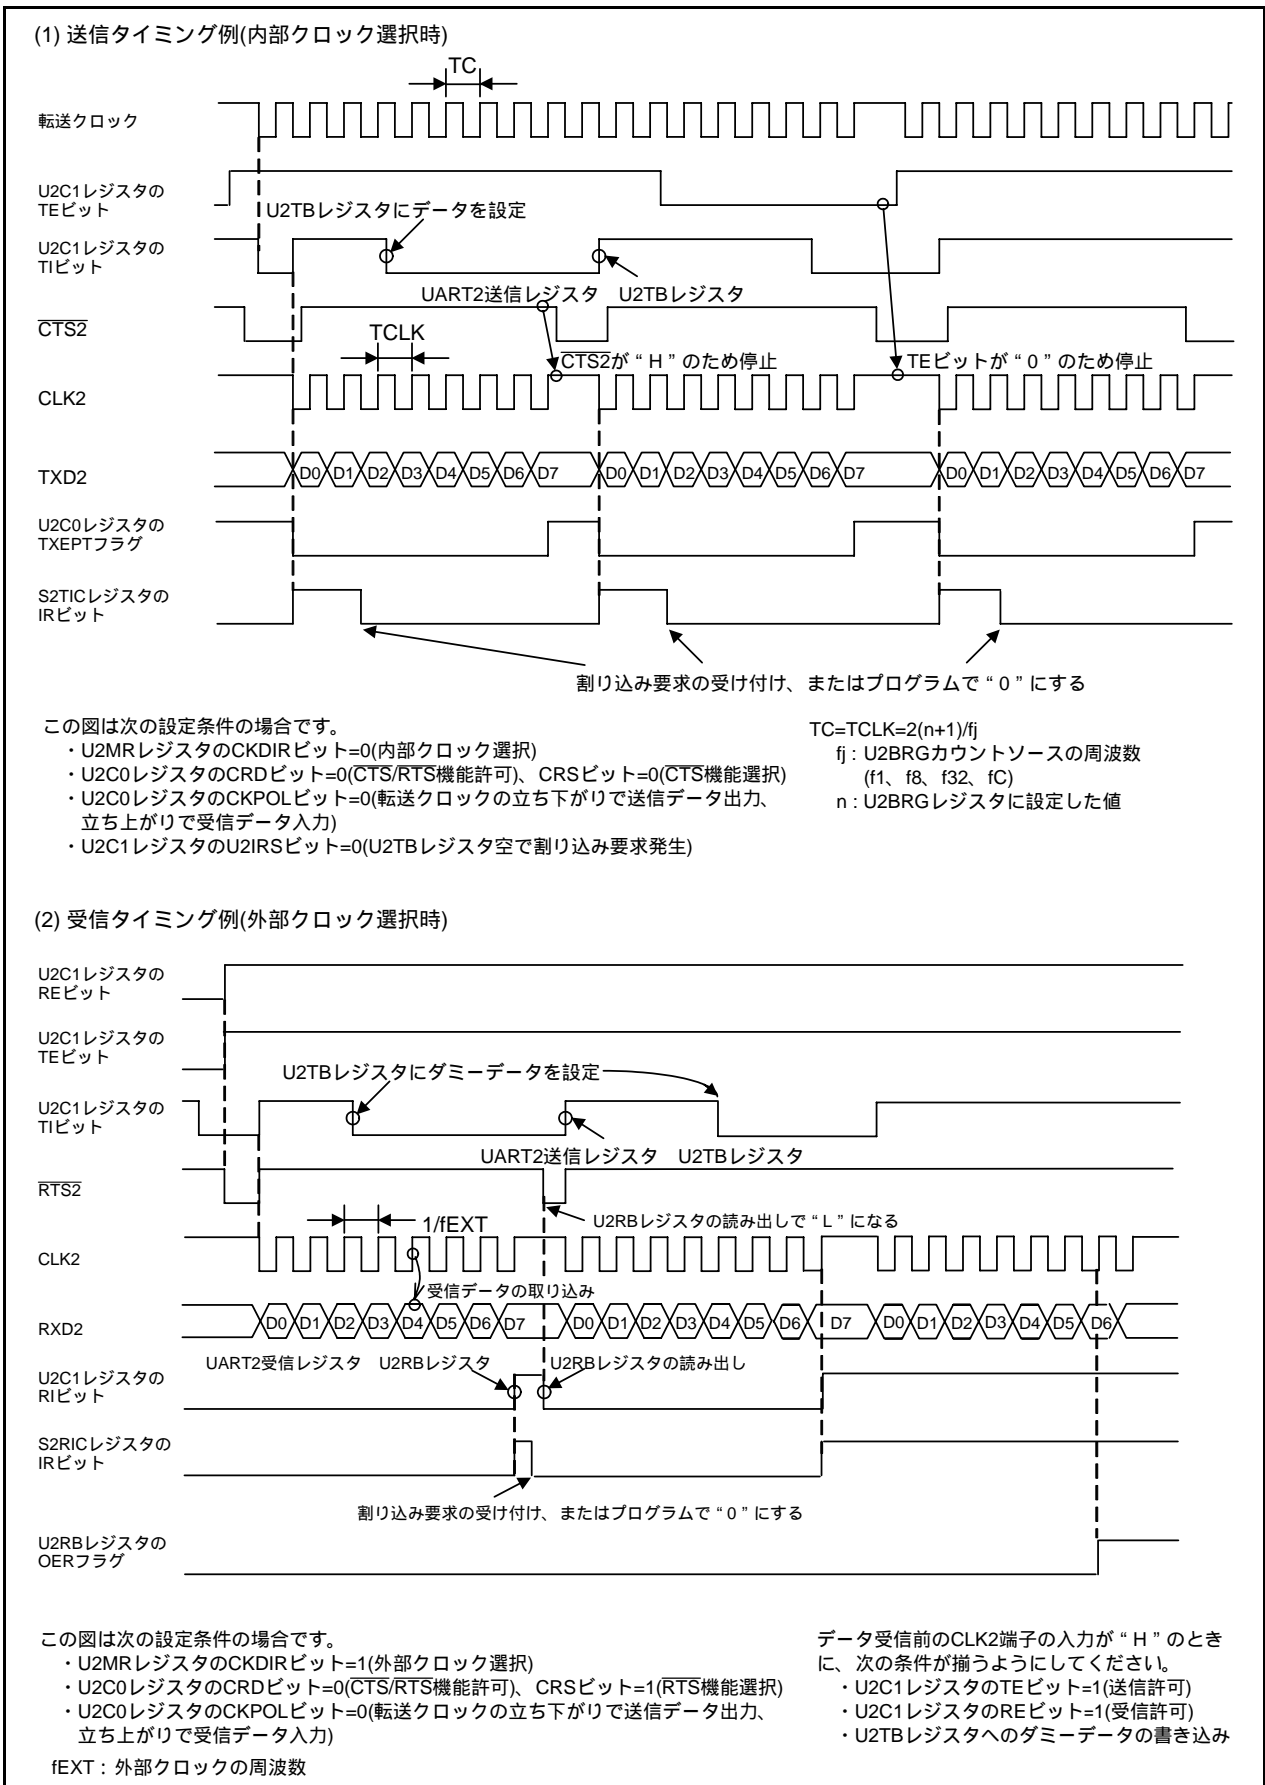 (1) 送信タイミング例(内部クロック選択時)
TC
転送クロック
U2C1レジスタの
TEビット
U2TBレジスタにデータを設定
U2C1レジスタの
TIビット
UART2送信レジスタ U2TBレジスタ
CTS2
TCLK
CTS2が“H”のため停止
TEビットが“0”のため停止
CLK2
TXD2
D0 D1 D2 D3 D4 D5 D6 D7 D0 D1 D2 D3 D4 D5 D6 D7 D0 D1 D2 D3 D4 D5 D6 D7
U2C0レジスタの
TXEPTフラグ
S2TICレジスタの
IRビット
割り込み要求の受け付け、またはプログラムで“0”にする
この図は次の設定条件の場合です。
・U2MRレジスタのCKDIRビット=0(内部クロック選択)
・U2C0レジスタのCRDビット=0(CTS/RTS機能許可)、CRSビット=0(CTS機能選択)
・U2C0レジスタのCKPOLビット=0(転送クロックの立ち下がりで送信データ出力、
立ち上がりで受信データ入力)
・U2C1レジスタのU2IRSビット=0(U2TBレジスタ空で割り込み要求発生)
TC=TCLK=2(n+1)/fj
fj : U2BRGカウントソースの周波数
(f1、f8、f32、fC)
n : U2BRGレジスタに設定した値
(2) 受信タイミング例(外部クロック選択時)
U2C1レジスタの
REビット
U2C1レジスタの
TEビット
U2TBレジスタにダミーデータを設定
U2C1レジスタの
TIビット
UART2送信レジスタ U2TBレジスタ
RTS2
1/fEXT
U2RBレジスタの読み出しで“L”になる
CLK2
受信データの取り込み
RXD2
D0 D1 D2 D3 D4 D5 D6 D7 D0 D1 D2 D3 D4 D5 D6 D7 D0 D1 D2 D3 D4 D5 D6
UART2受信レジスタ U2RBレジスタ
U2RBレジスタの読み出し
U2C1レジスタの
RIビット
S2RICレジスタの
IRビット
割り込み要求の受け付け、またはプログラムで“0”にする
U2RBレジスタの
OERフラグ
この図は次の設定条件の場合です。
・U2MRレジスタのCKDIRビット=1(外部クロック選択)
・U2C0レジスタのCRDビット=0(CTS/RTS機能許可)、CRSビット=1(RTS機能選択)
・U2C0レジスタのCKPOLビット=0(転送クロックの立ち下がりで送信データ出力、
立ち上がりで受信データ入力)
fEXT : 外部クロックの周波数
データ受信前のCLK2端子の入力が“H”のとき
に、次の条件が揃うようにしてください。
・U2C1レジスタのTEビット=1(送信許可)
・U2C1レジスタのREビット=1(受信許可)
・U2TBレジスタへのダミーデータの書き込み